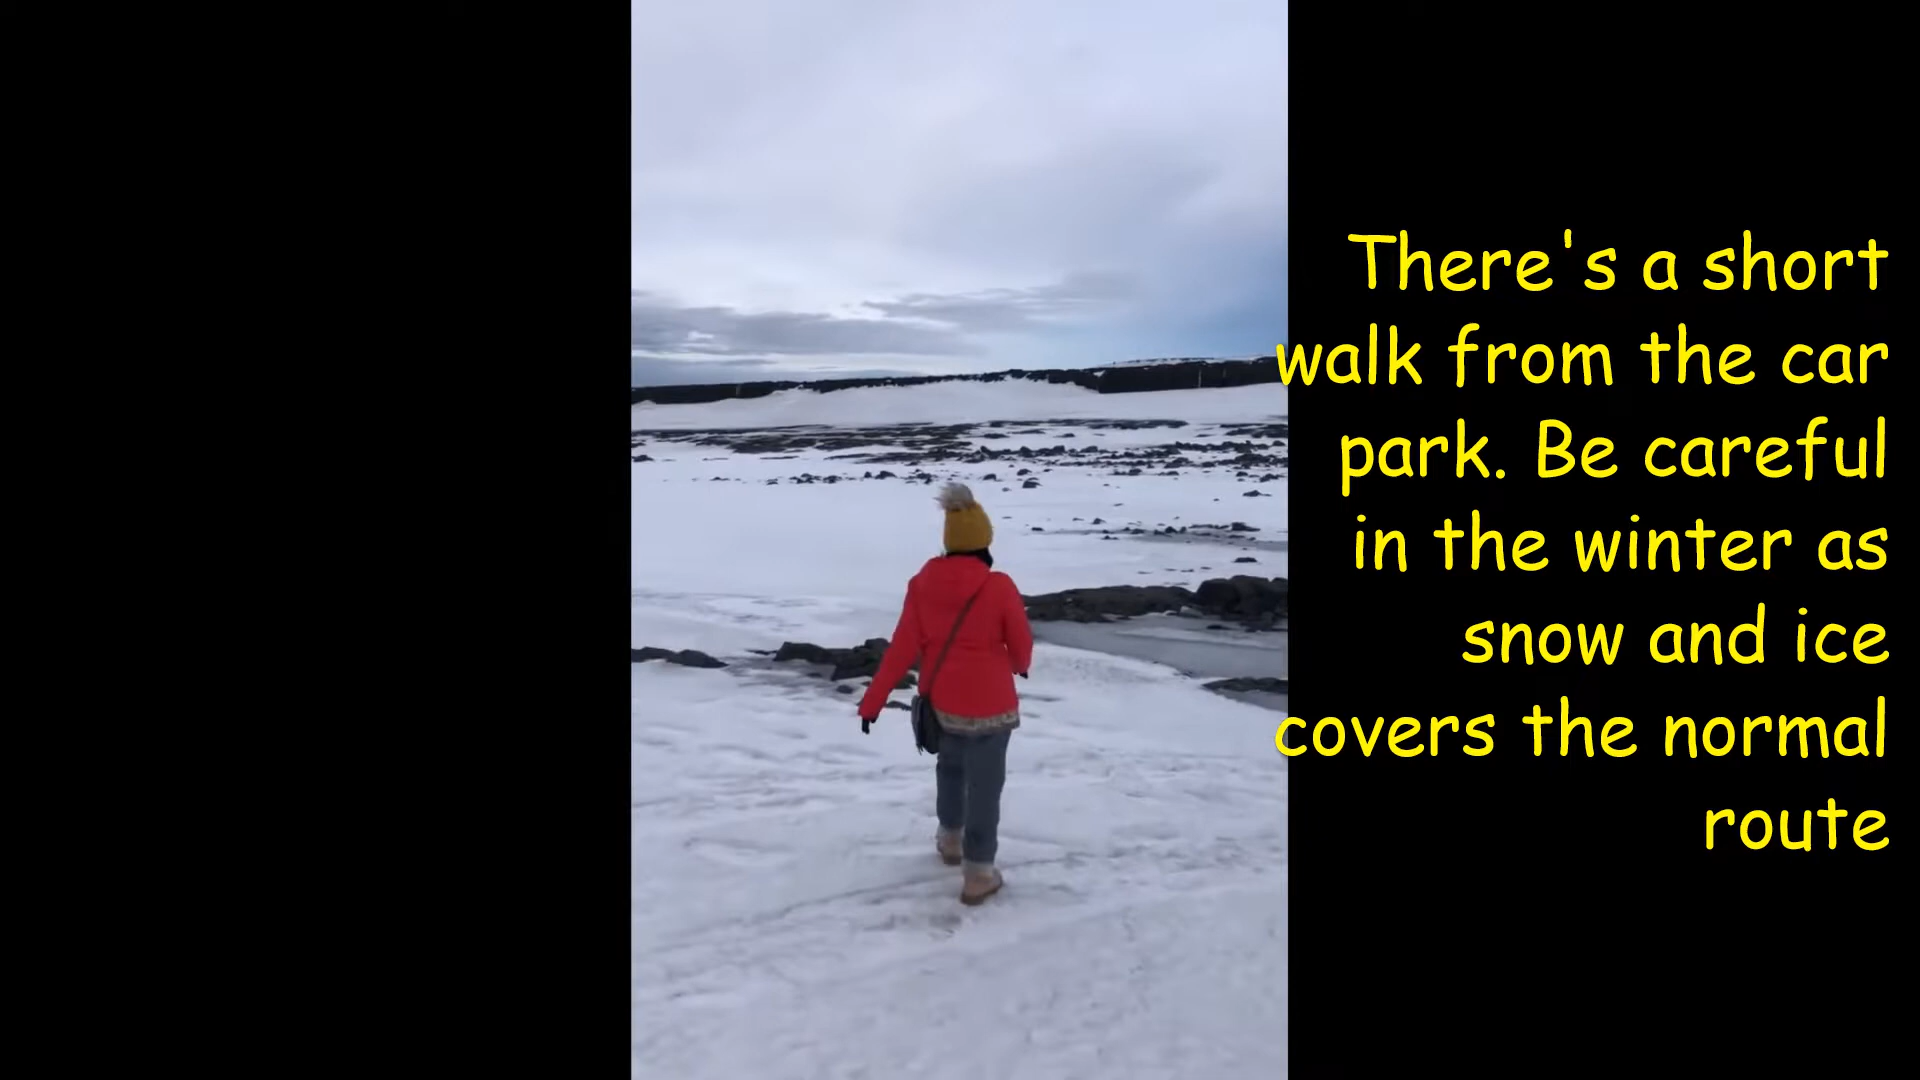 There's a short
walk from the car
park. Be careful
in the winter as
snow and ice
covers the normal
route